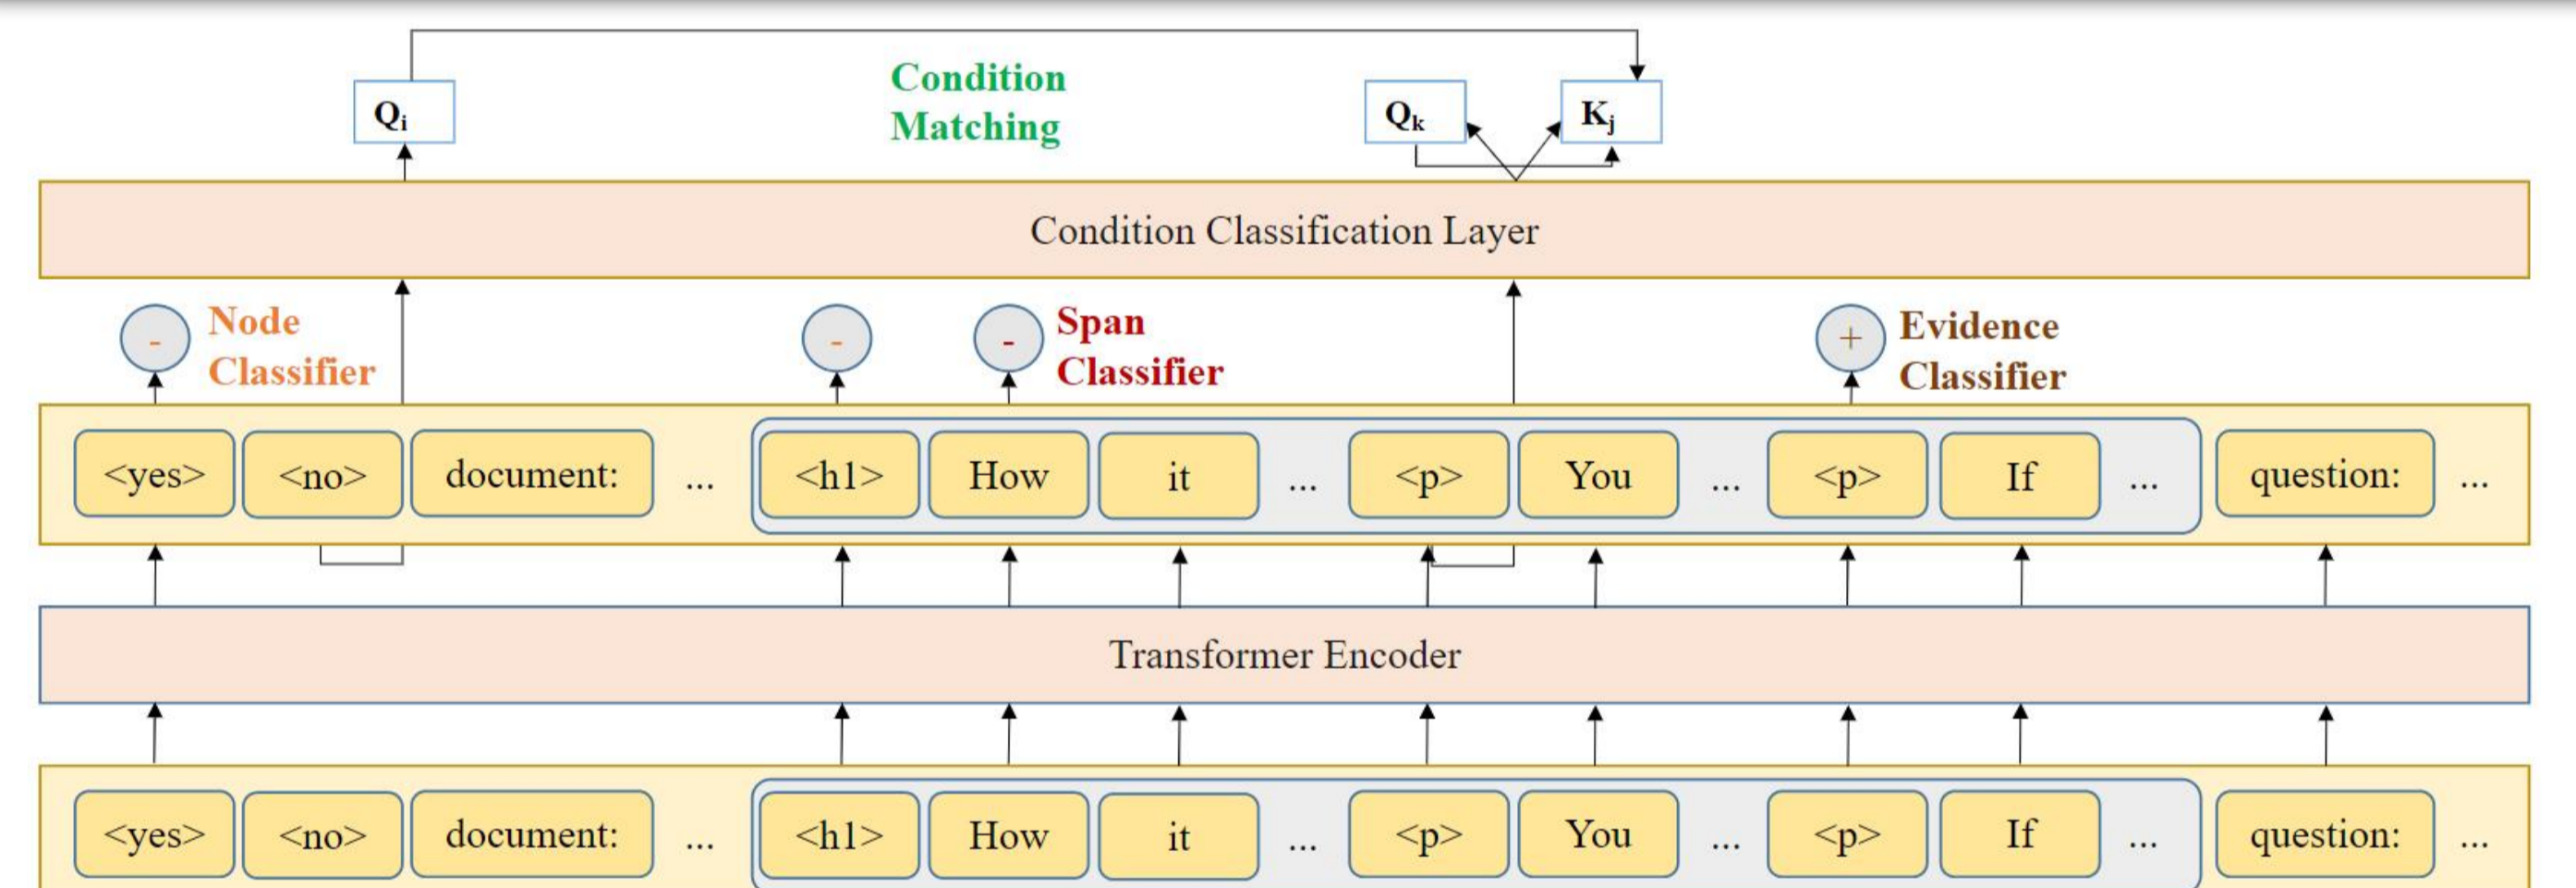 Condition
Matching
Qi
Qk
Kj
Condition Classification Layer
-
Node
Classifier
-
-
Span
Classifier
+
Evidence
Classifier
<yes> <no> document: ... <h1> How it ... <p> You ... <p> If ... question: ...
Transformer Encoder
<yes> <no> document: ... <h1> How it ... <p> You ... <p> If ... question: ...